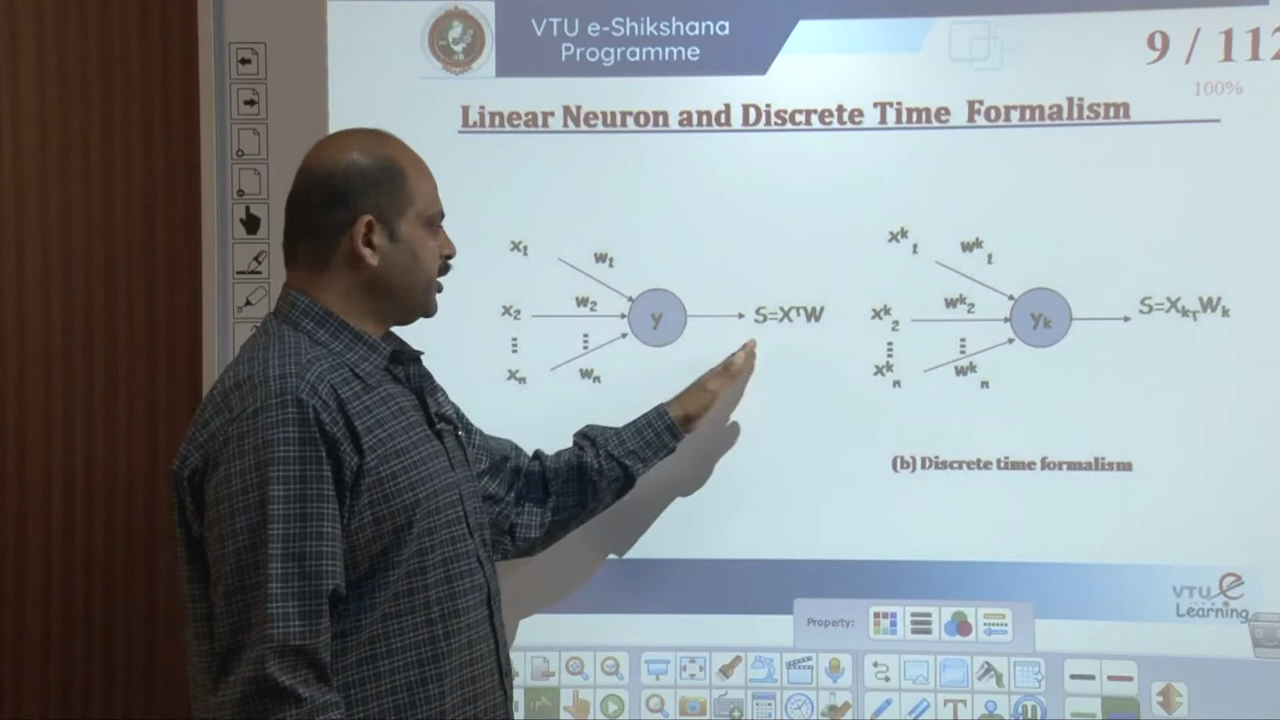 VTU e-Shikshana
Programme
9 / 112
100%
Linear Neuron and Discrete Time Formalism
x₁ w₁
x₂ w₂ y S=XᵀW
xₙ wₙ
xᵏ₁ wᵏ₁
xᵏ₂ wᵏ₂ yₖ S=XₖᴛWₖ
xᵏₙ wᵏₙ
(b) Discrete time formalism
VTU e
Learning
Property: